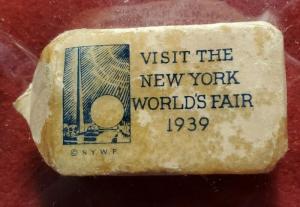 VISIT THE
NEW YORK
WORLD'S FAIR
1939
© N.Y.W.F.